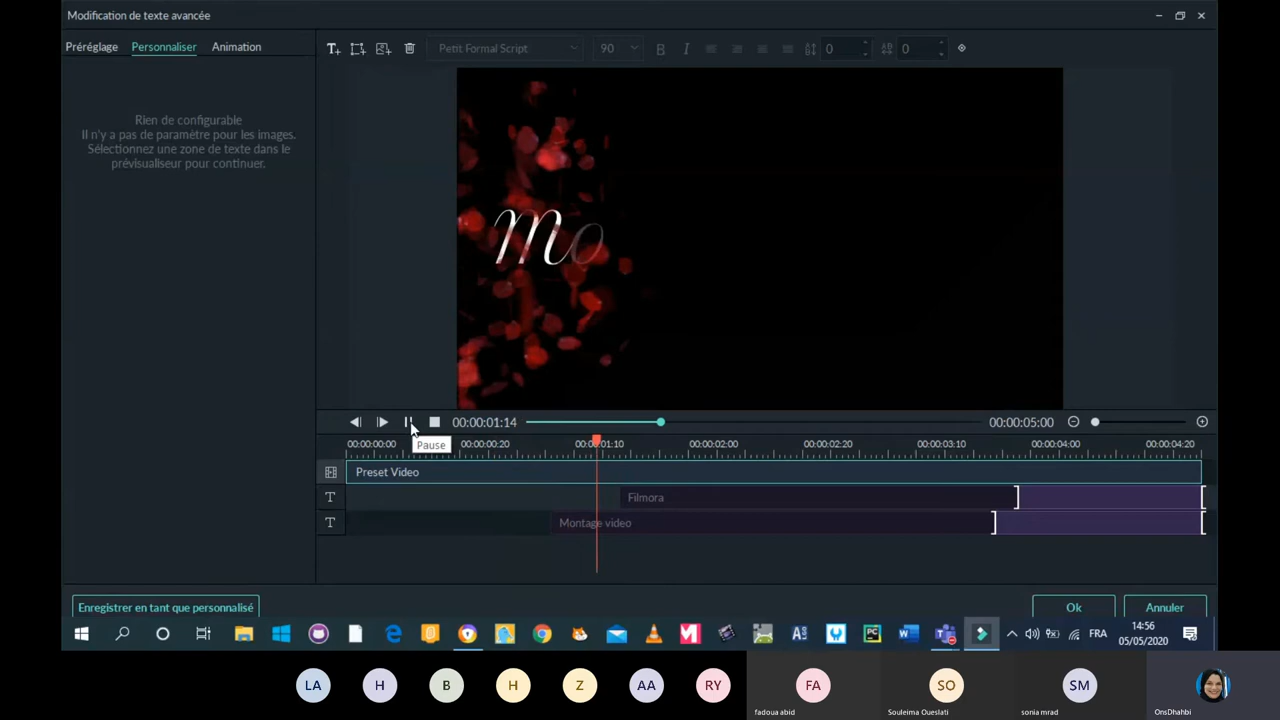 Modification de texte avancée
Préréglage Personnaliser Animation
Petit Formal Script 90 B I 0 0
Rien de configurable
Il n'y a pas de paramètre pour les images.
Sélectionnez une zone de texte dans le
prévisualiseur pour continuer.
Mo
00:00:01:14 00:00:05:00
Pause
00:00:00:00 00:00:00:20 00:00:01:10 00:00:02:00 00:00:02:20 00:00:03:10 00:00:04:00 00:00:04:20
Preset Video
T Filmora
T Montage video
Enregistrer en tant que personnalisé Ok Annuler
FRA 14:56
05/05/2020
LA H B H Z AA RY FA SO SM
fadoua abid Souleima Oueslati sonia mrad OnsDhahbi